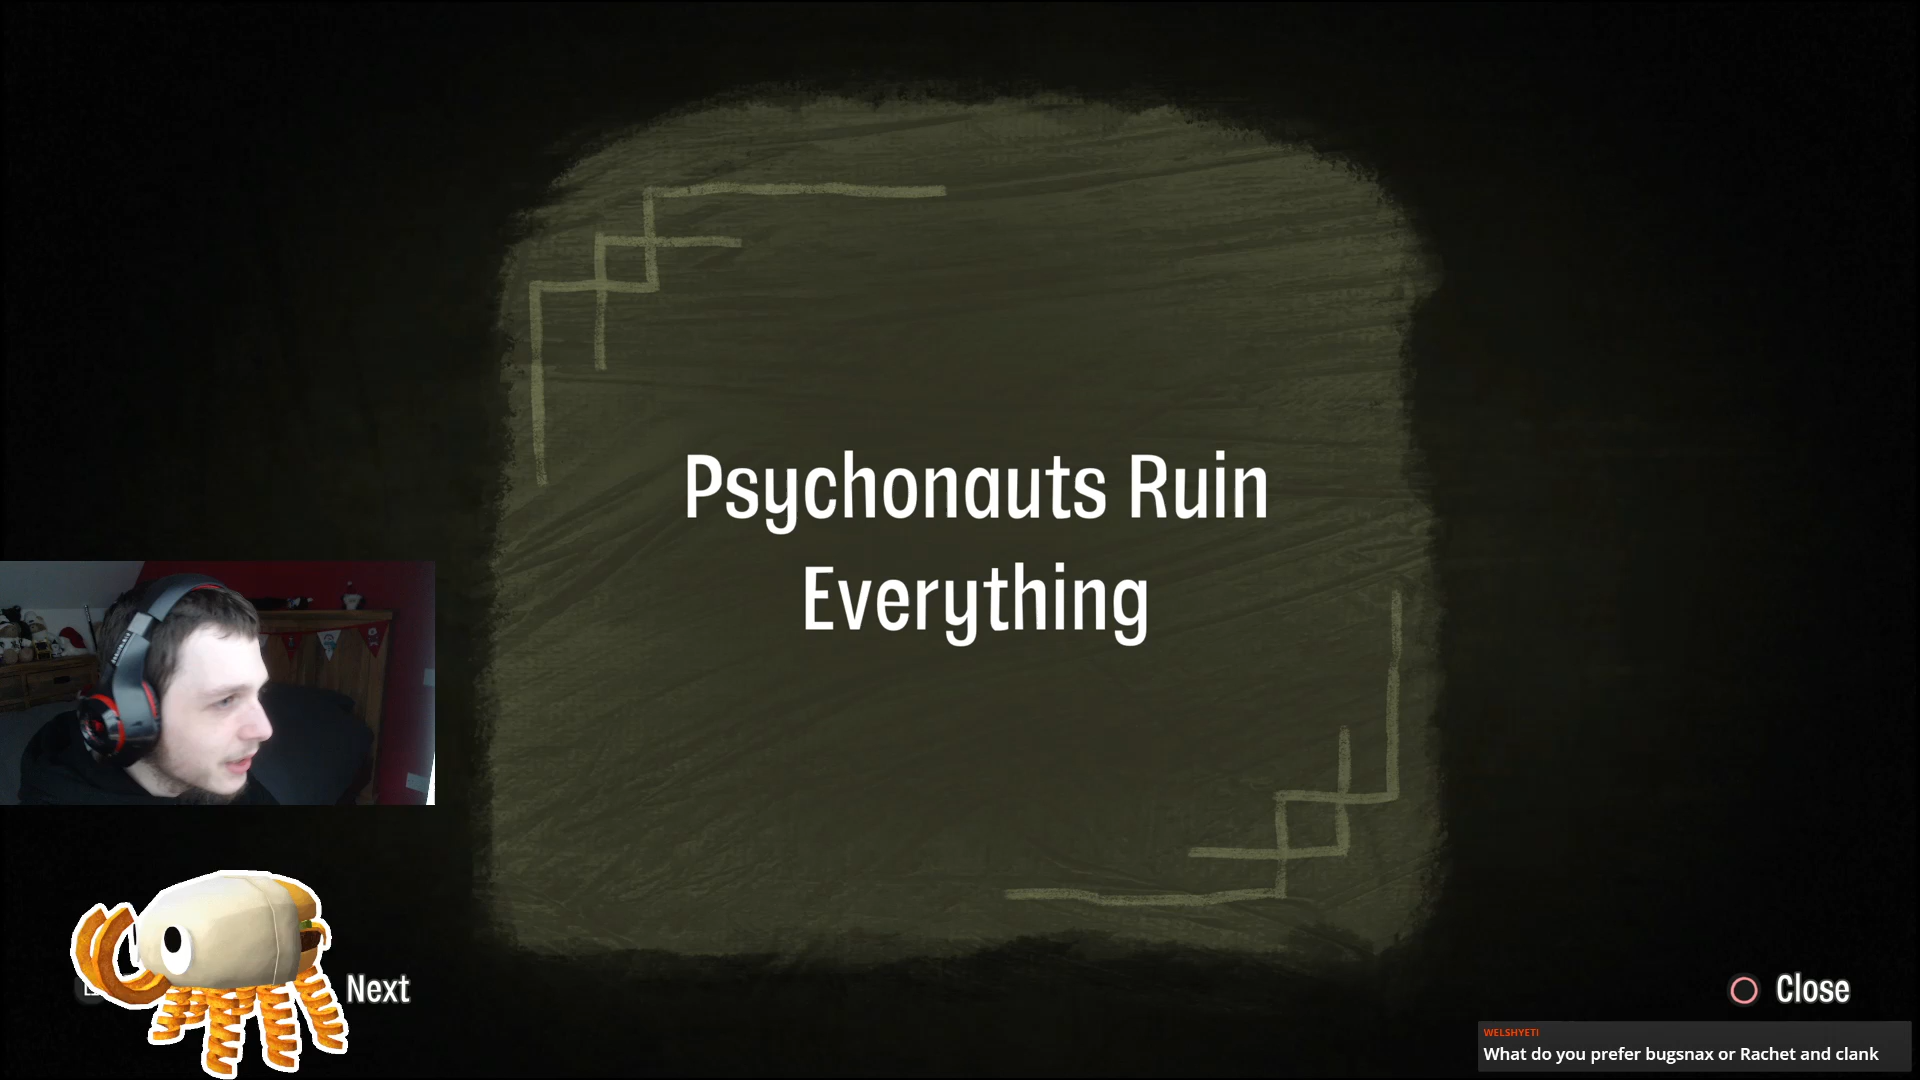 Psychonauts Ruin
Everything
Next
Close
WELSHYETI
What do you prefer bugsnax or Rachet and clank